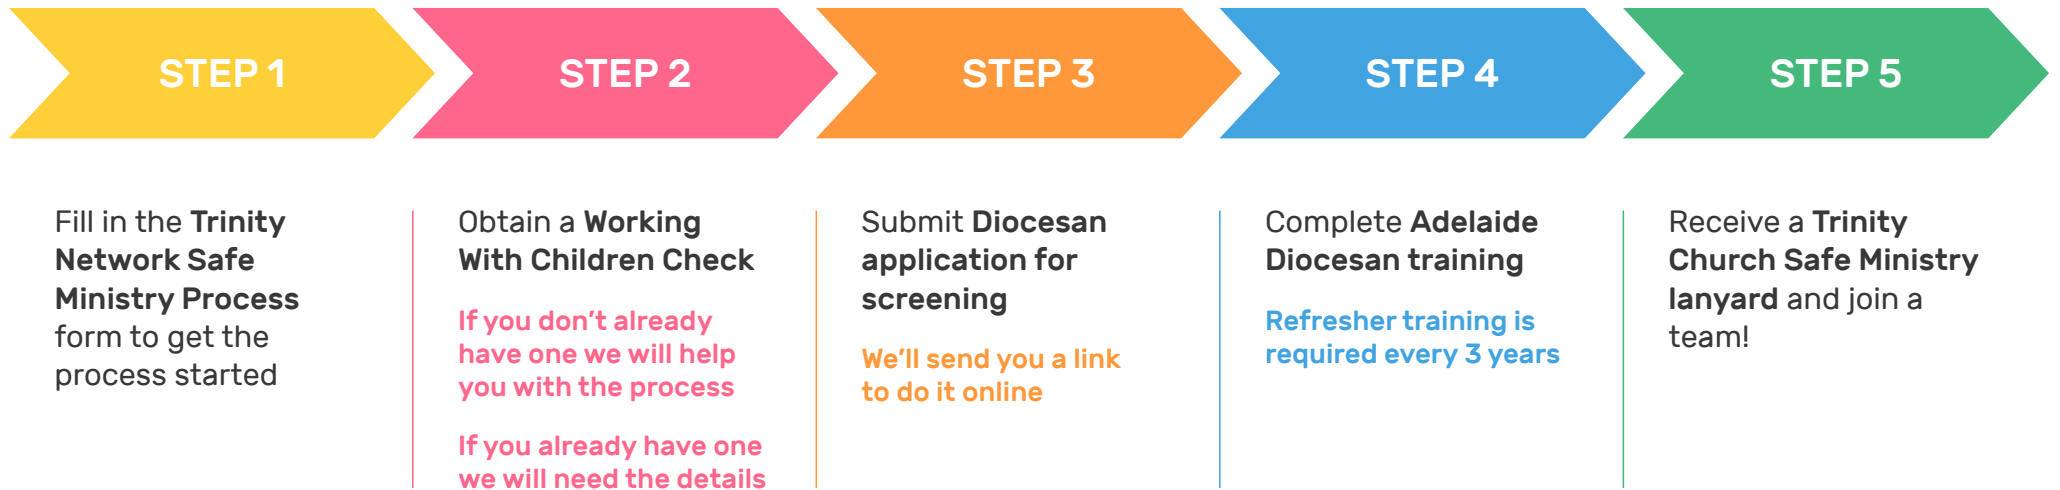 STEP 1
STEP 2
STEP 3
STEP 4
STEP 5
Fill in the Trinity
Network Safe
Ministry Process
form to get the
process started
Obtain a Working
With Children Check
If you don’t already
have one we will help
you with the process
If you already have one
we will need the details
Submit Diocesan
application for
screening
We’ll send you a link
to do it online
Complete Adelaide
Diocesan training
Refresher training is
required every 3 years
Receive a Trinity
Church Safe Ministry
lanyard and join a
team!